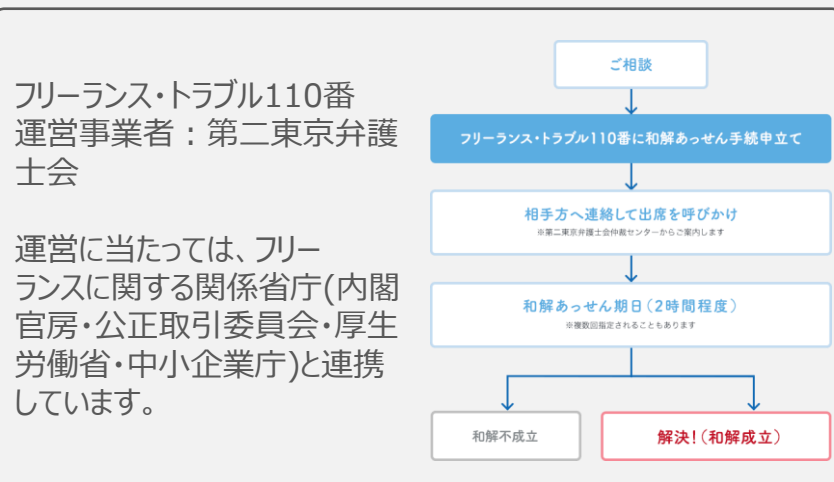 フリーランス・トラブル110番
運営事業者：第二東京弁護
士会
運営に当たっては、フリー
ランスに関する関係省庁(内閣
官房・公正取引委員会・厚生
労働省・中小企業庁)と連携
しています。
ご相談
フリーランス・トラブル110番に和解あっせん手続申立て
相手方へ連絡して出席を呼びかけ
※第二東京弁護士会仲裁センターからご案内します
和解あっせん期日(2時間程度)
※複数回指定されることもあります
和解不成立
解決!(和解成立)